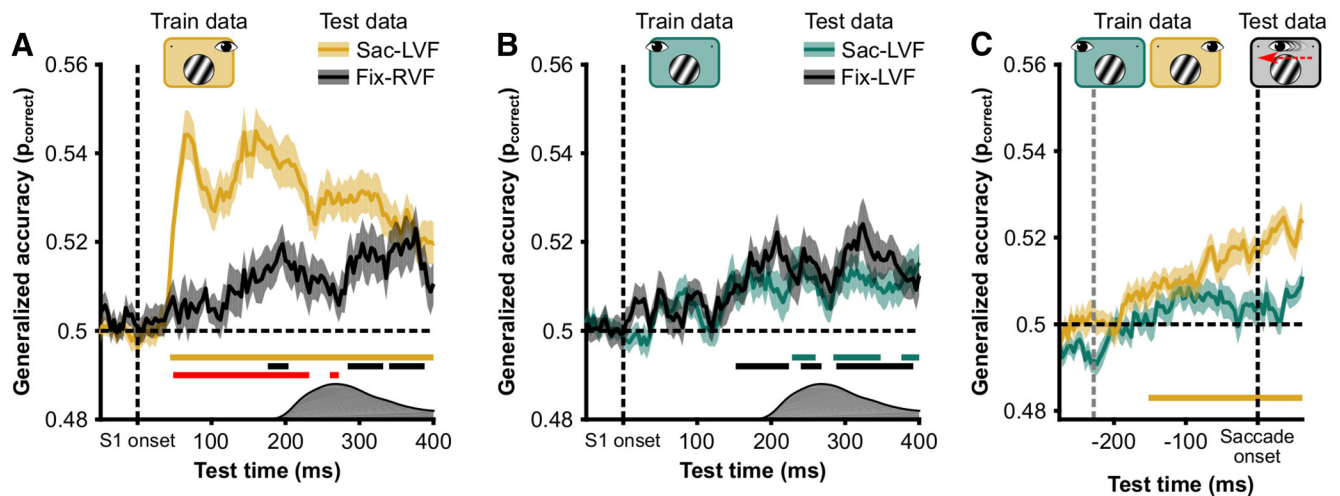 A
Train data
Test data
Sac-LVF
Fix-RVF
Generalized accuracy (pcorrect)
0.56
0.54
0.52
0.5
0.48
S1 onset
100
200
300
400
Test time (ms)
B
Train data
Test data
Sac-LVF
Fix-LVF
Generalized accuracy (pcorrect)
0.56
0.54
0.52
0.5
0.48
S1 onset
100
200
300
400
Test time (ms)
C
Train data
Test data
Generalized accuracy (pcorrect)
0.56
0.54
0.52
0.5
0.48
-200
-100
Saccade
onset
Test time (ms)